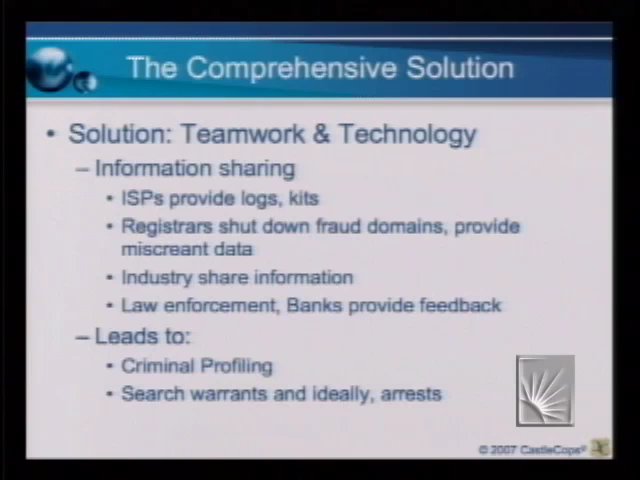 The Comprehensive Solution
• Solution: Teamwork & Technology
– Information sharing
• ISPs provide logs, kits
• Registrars shut down fraud domains, provide
miscreant data
• Industry share information
• Law enforcement, Banks provide feedback
– Leads to:
• Criminal Profiling
• Search warrants and ideally, arrests
© 2007 CastleCops®